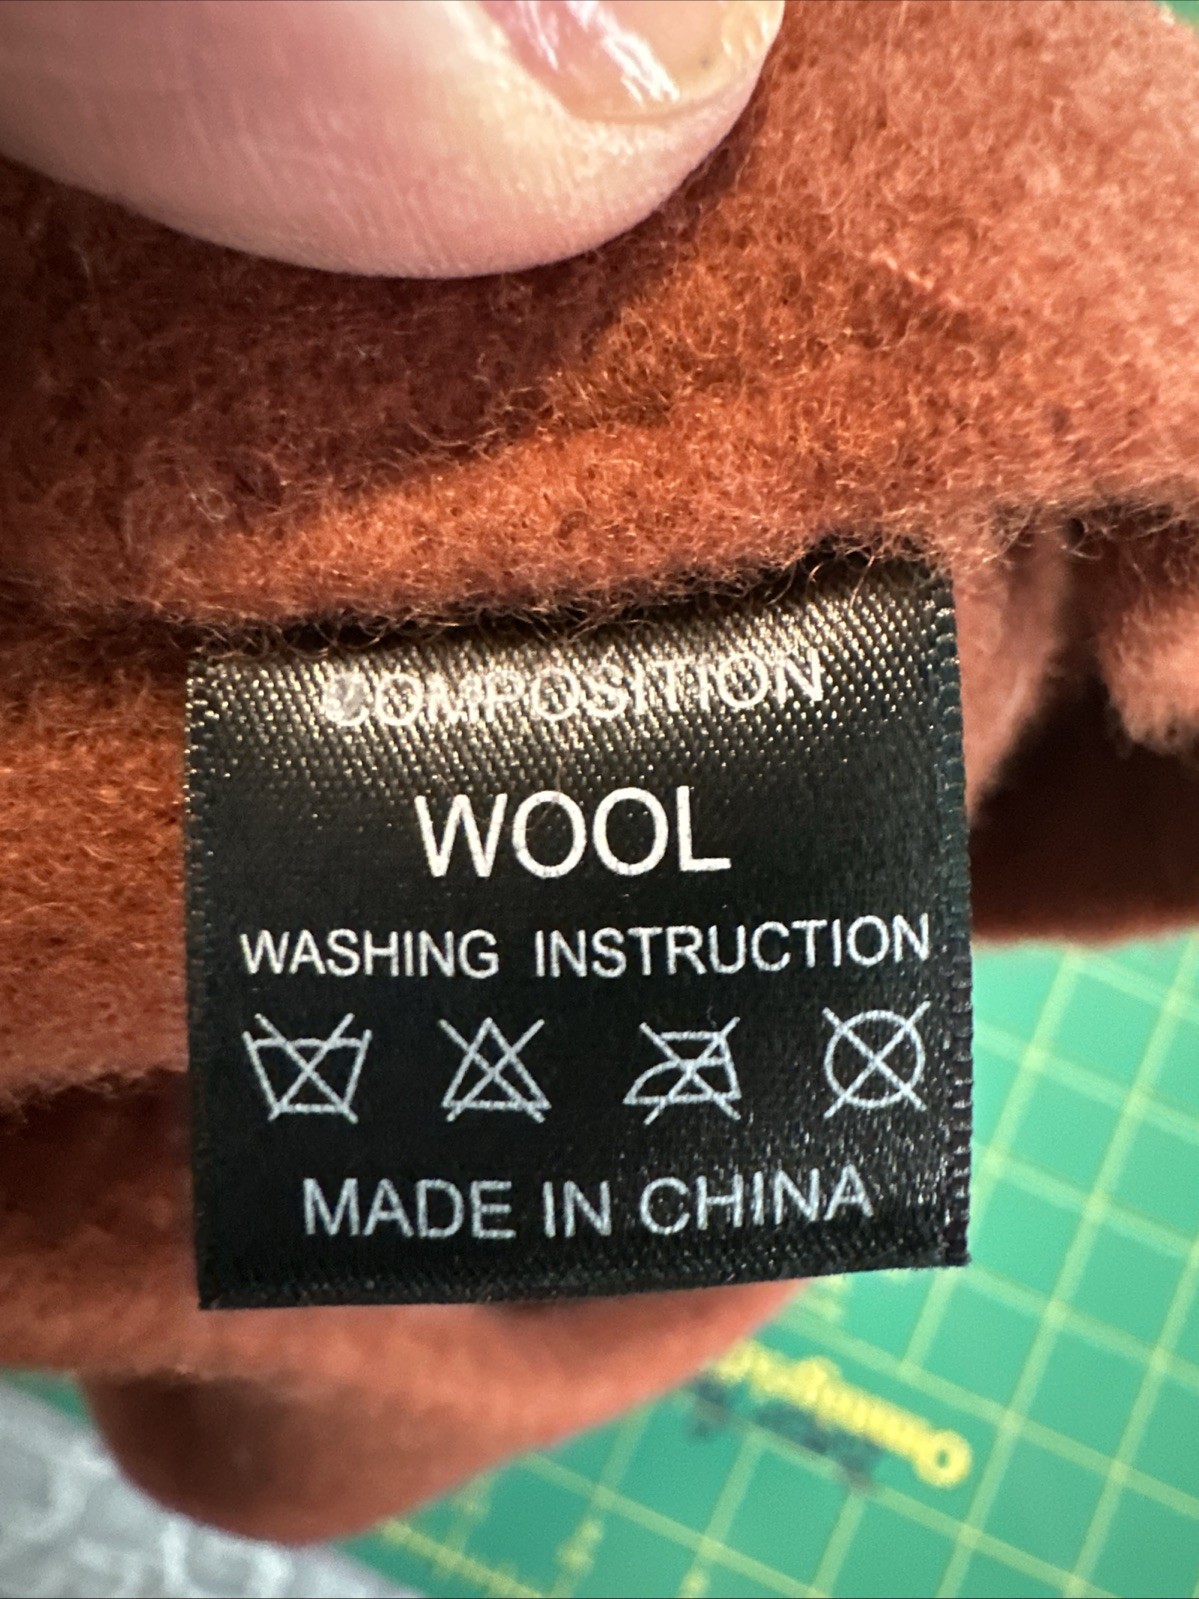 COMPOSITION
WOOL
WASHING INSTRUCTION
MADE IN CHINA